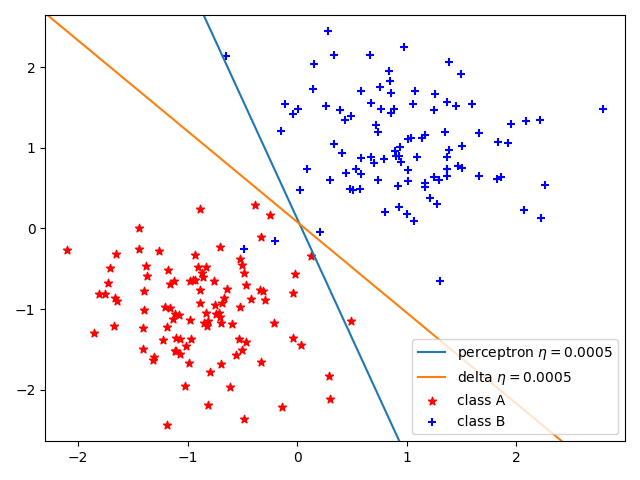 2
1
0
−1
−2
−2
−1
0
1
2
perceptron η = 0.0005
delta η = 0.0005
class A
class B